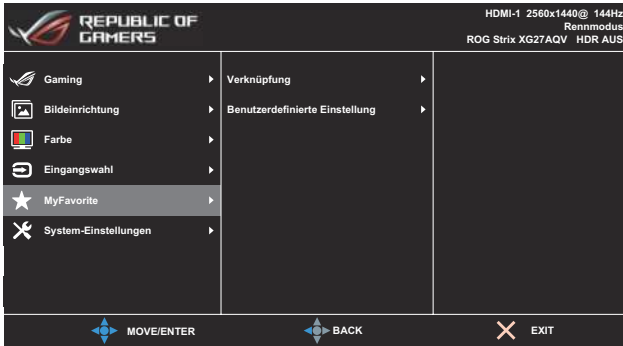 REPUBLIC OF
GAMERS
HDMI-1 2560x1440@ 144Hz
Rennmodus
ROG Strix XG27AQV HDR AUS
Gaming
Bildeinrichtung
Farbe
Eingangswahl
MyFavorite
System-Einstellungen
Verknüpfung
Benutzerdefinierte Einstellung
MOVE/ENTER
BACK
EXIT